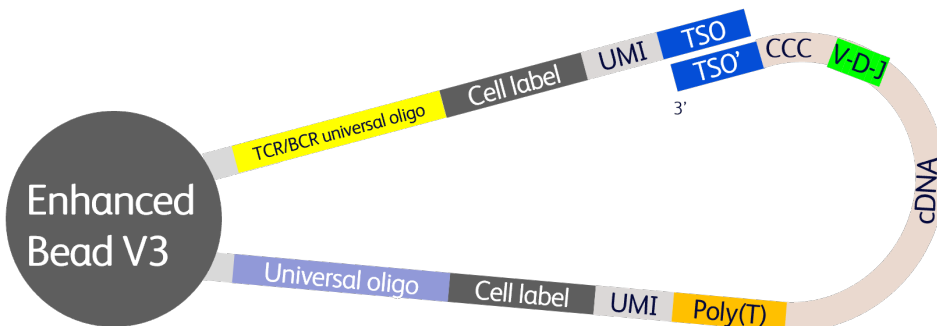 Enhanced
Bead V3
TCR/BCR universal oligo
Cell label
UMI
TSO
TSO'
3'
CCC
V-D-J
cDNA
Universal oligo
Cell label
UMI
Poly(T)